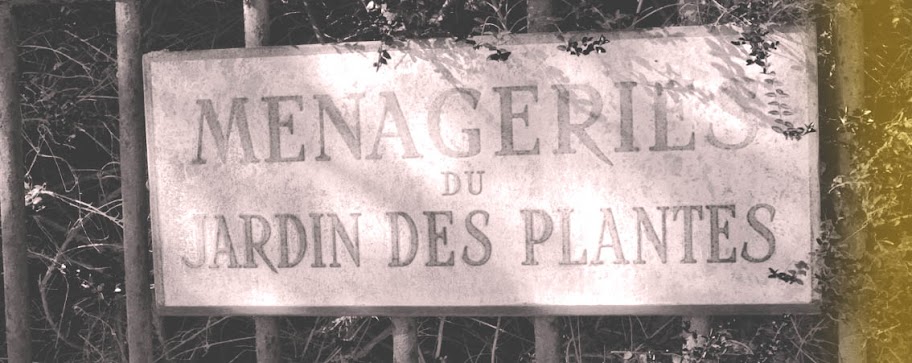 MENAGERIES
DU
JARDIN DES PLANTES